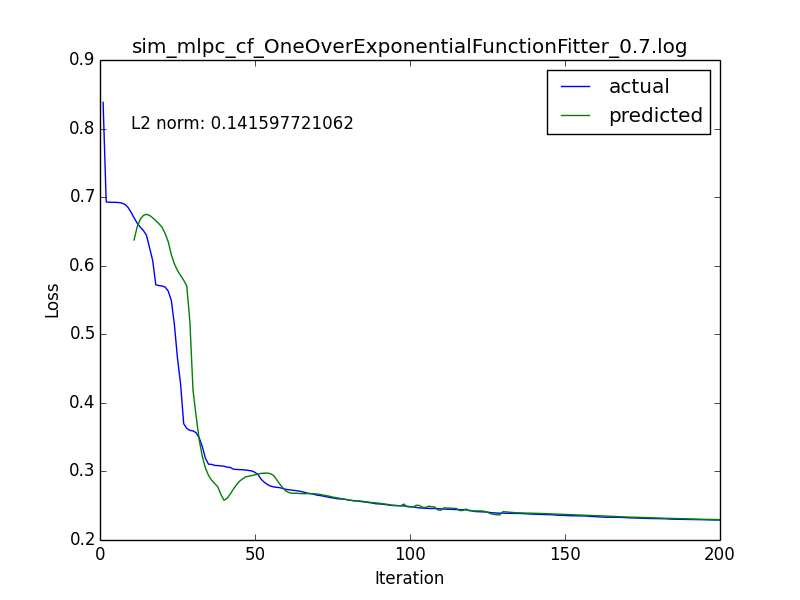 sim_mlpc_cf_OneOverExponentialFunctionFitter_0.7.log
0.9
0.8
0.7
0.6
0.5
0.4
0.3
0.2
Loss
L2 norm: 0.141597721062
actual
predicted
0
50
100
150
200
Iteration